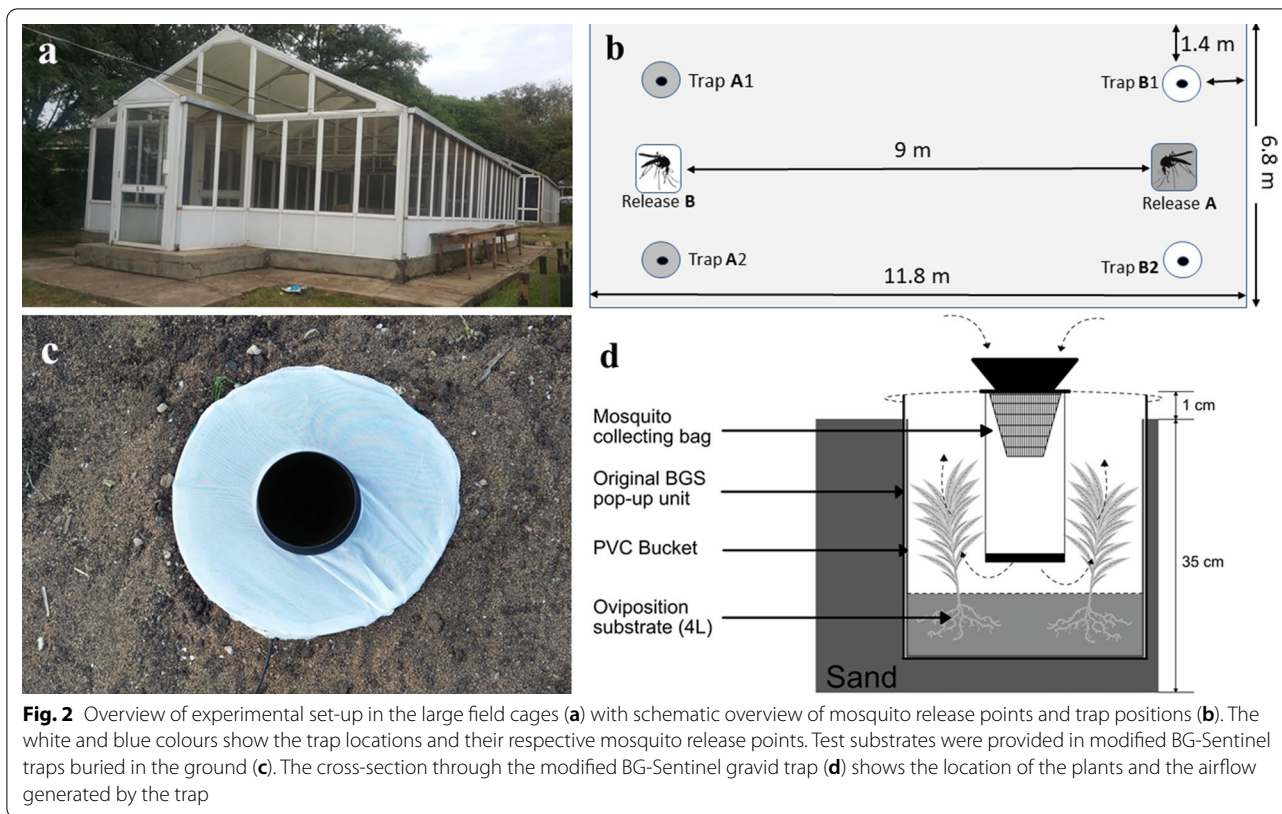 a
b
1.4 m
Trap A1
Trap B1
9 m
6.8 m
Release B
Release A
Trap A2
Trap B2
11.8 m
c
d
1 cm
Mosquito
collecting bag
Original BGS
pop-up unit
PVC Bucket
35 cm
Oviposition
substrate (4L)
Sand
Fig. 2 Overview of experimental set-up in the large field cages (a) with schematic overview of mosquito release points and trap positions (b). The
white and blue colours show the trap locations and their respective mosquito release points. Test substrates were provided in modified BG-Sentinel
traps buried in the ground (c). The cross-section through the modified BG-Sentinel gravid trap (d) shows the location of the plants and the airflow
generated by the trap